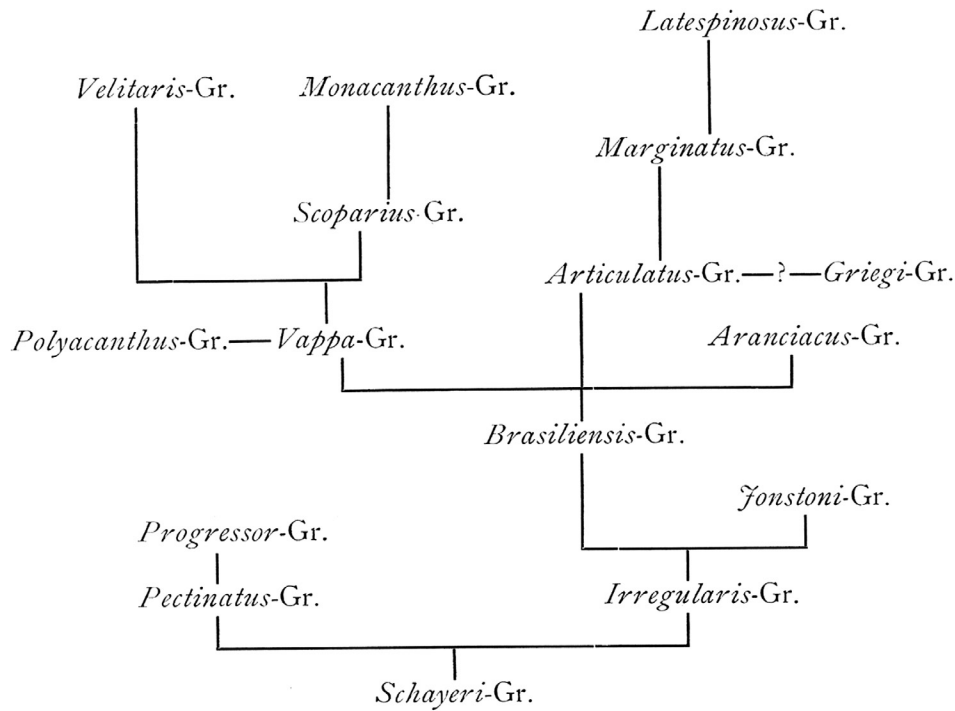 Latespinosus-Gr.
Velitaris-Gr.
Monacanthus-Gr.
Marginatus-Gr.
Scoparius-Gr.
Articulatus-Gr.—?—Griegi-Gr.
Polyacanthus-Gr.—Vappa-Gr.
Aranciacus-Gr.
Brasiliensis-Gr.
Jonstoni-Gr.
Progressor-Gr.
Pectinatus-Gr.
Irregularis-Gr.
Schayeri-Gr.